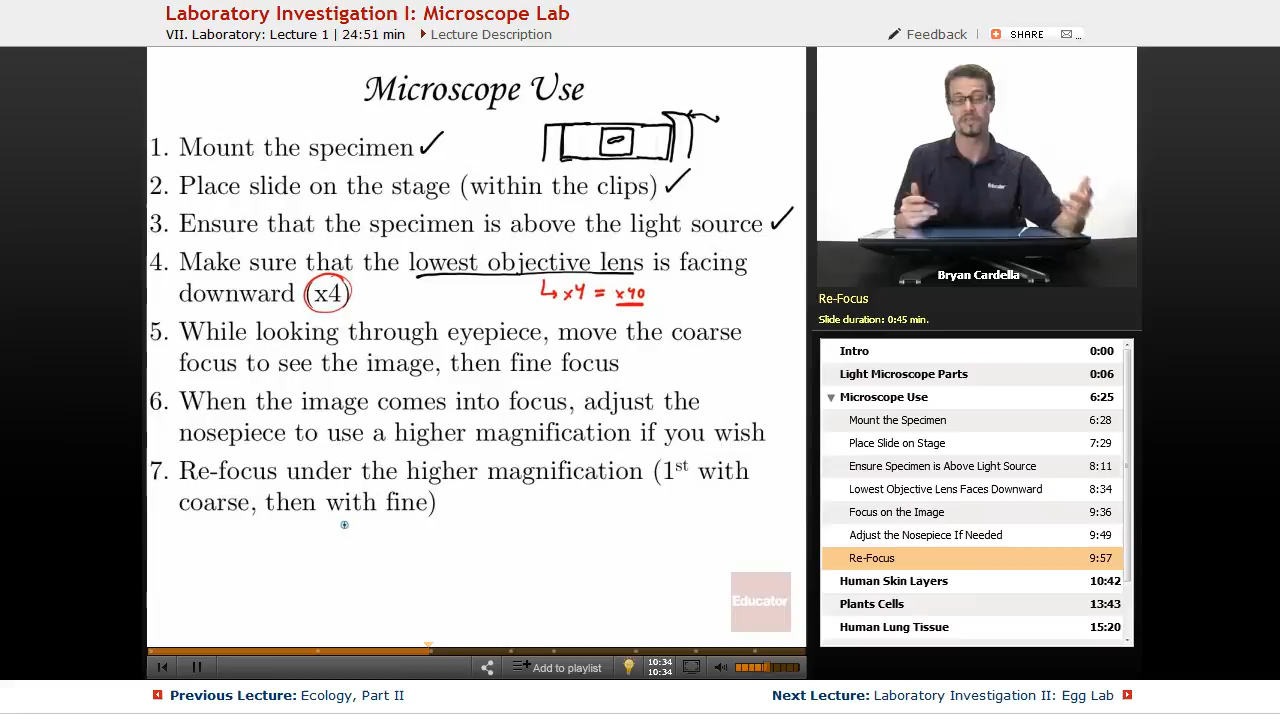 Laboratory Investigation I: Microscope Lab
VII. Laboratory: Lecture 1 | 24:51 min
Lecture Description
Feedback
SHARE
Microscope Use
1. Mount the specimen ✓
2. Place slide on the stage (within the clips) ✓
3. Ensure that the specimen is above the light source ✓
4. Make sure that the lowest objective lens is facing
downward (x4)
↳ x4 = x40
5. While looking through eyepiece, move the coarse
focus to see the image, then fine focus
6. When the image comes into focus, adjust the
nosepiece to use a higher magnification if you wish
7. Re-focus under the higher magnification (1st with
coarse, then with fine)
Educator
Educator
Bryan Cardella
Re-Focus
Slide duration: 0:45 min.
Intro 0:00
Light Microscope Parts 0:06
Microscope Use 6:25
Mount the Specimen 6:28
Place Slide on Stage 7:29
Ensure Specimen is Above Light Source 8:11
Lowest Objective Lens Faces Downward 8:34
Focus on the Image 9:36
Adjust the Nosepiece If Needed 9:49
Re-Focus 9:57
Human Skin Layers 10:42
Plants Cells 13:43
Human Lung Tissue 15:20
Add to playlist
10:34
10:34
Previous Lecture: Ecology, Part II
Next Lecture: Laboratory Investigation II: Egg Lab